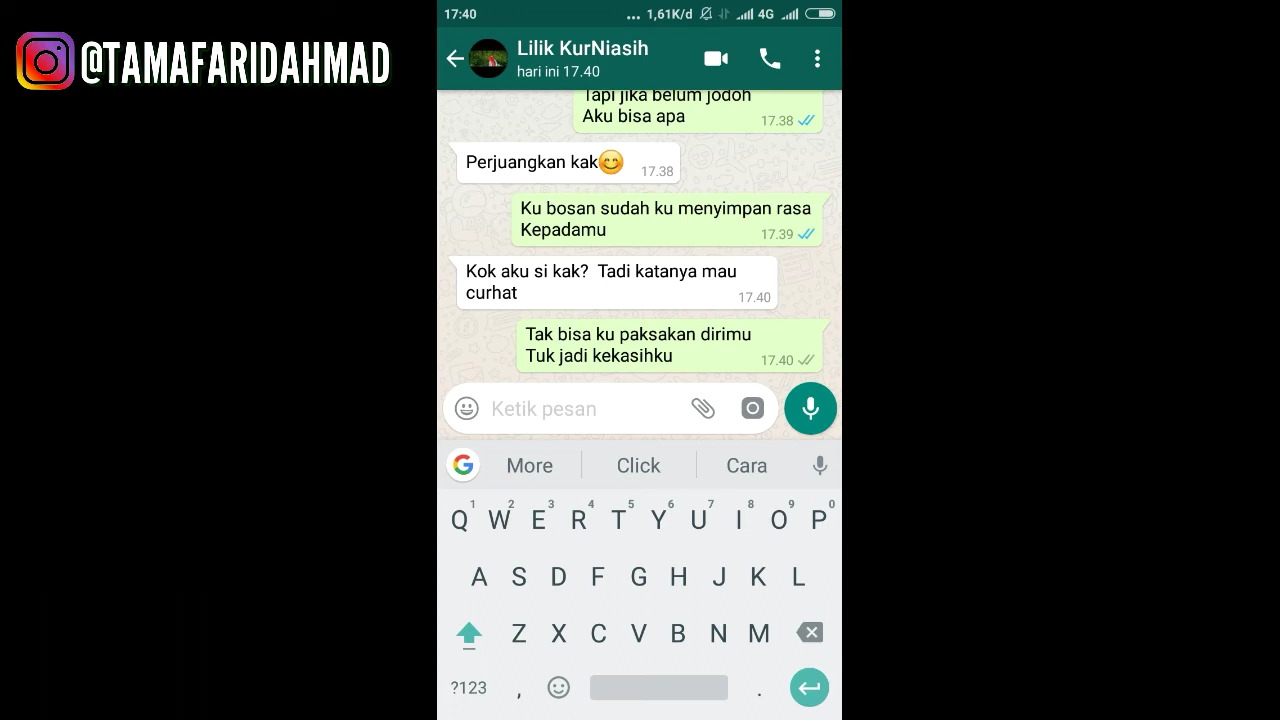 @TAMAFARIDAHMAD
17:40
... 1,61K/d 4G
Lilik KurNiasih
hari ini 17.40
Tapi jika belum jodoh
Aku bisa apa
17.38
Perjuangkan kak😊
17.38
Ku bosan sudah ku menyimpan rasa
Kepadamu
17.39
Kok aku si kak? Tadi katanya mau
curhat
17.40
Tak bisa ku paksakan dirimu
Tuk jadi kekasihku
17.40
Ketik pesan
More Click Cara
1 2 3 4 5 6 7 8 9 0
Q W E R T Y U I O P
A S D F G H J K L
Z X C V B N M
?123 , .